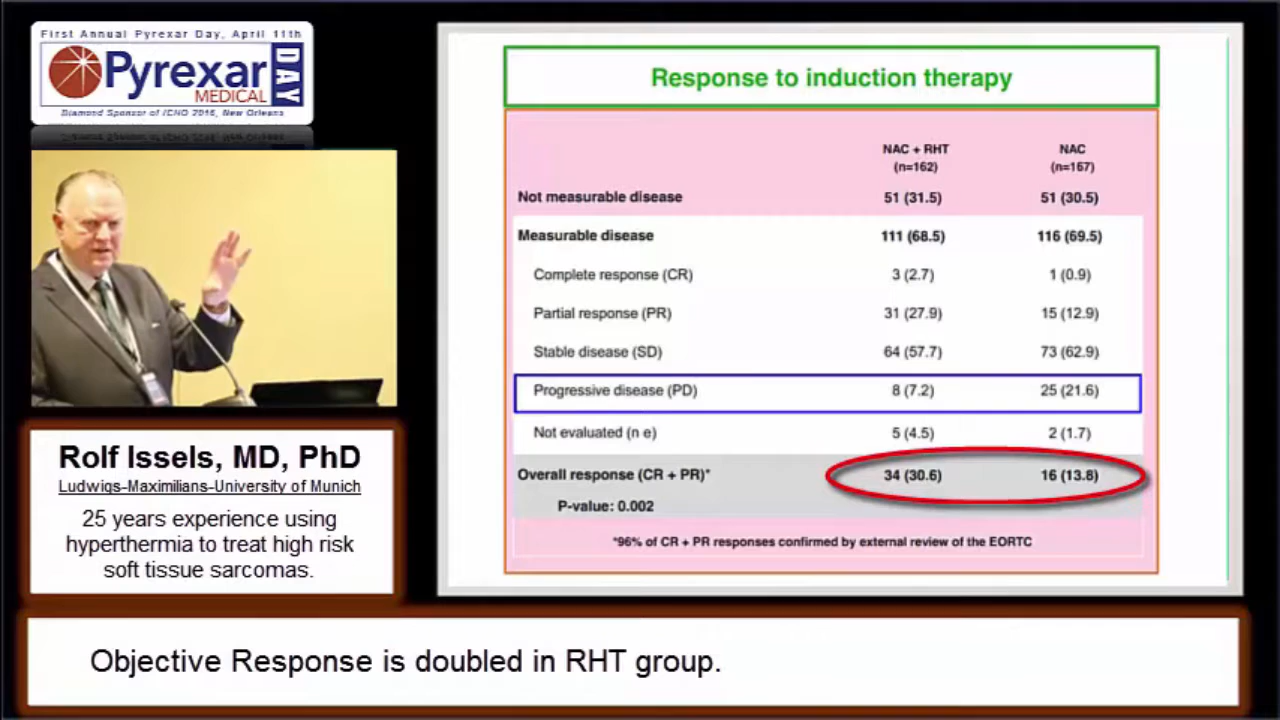 First Annual Pyrexar Day, April 11th
Pyrexar
MEDICAL
DAY
Diamond Sponsor of ICHO 2016, New Orleans
Rolf Issels, MD, PhD
Ludwigs-Maximilians-University of Munich
25 years experience using
hyperthermia to treat high risk
soft tissue sarcomas.
Response to induction therapy
NAC + RHT NAC
(n=162) (n=167)
Not measurable disease 51 (31.5) 51 (30.5)
Measurable disease 111 (68.5) 116 (69.5)
Complete response (CR) 3 (2.7) 1 (0.9)
Partial response (PR) 31 (27.9) 15 (12.9)
Stable disease (SD) 64 (57.7) 73 (62.9)
Progressive disease (PD) 8 (7.2) 25 (21.6)
Not evaluated (n e) 5 (4.5) 2 (1.7)
Overall response (CR + PR)* 34 (30.6) 16 (13.8)
P-value: 0.002
*96% of CR + PR responses confirmed by external review of the EORTC
Objective Response is doubled in RHT group.